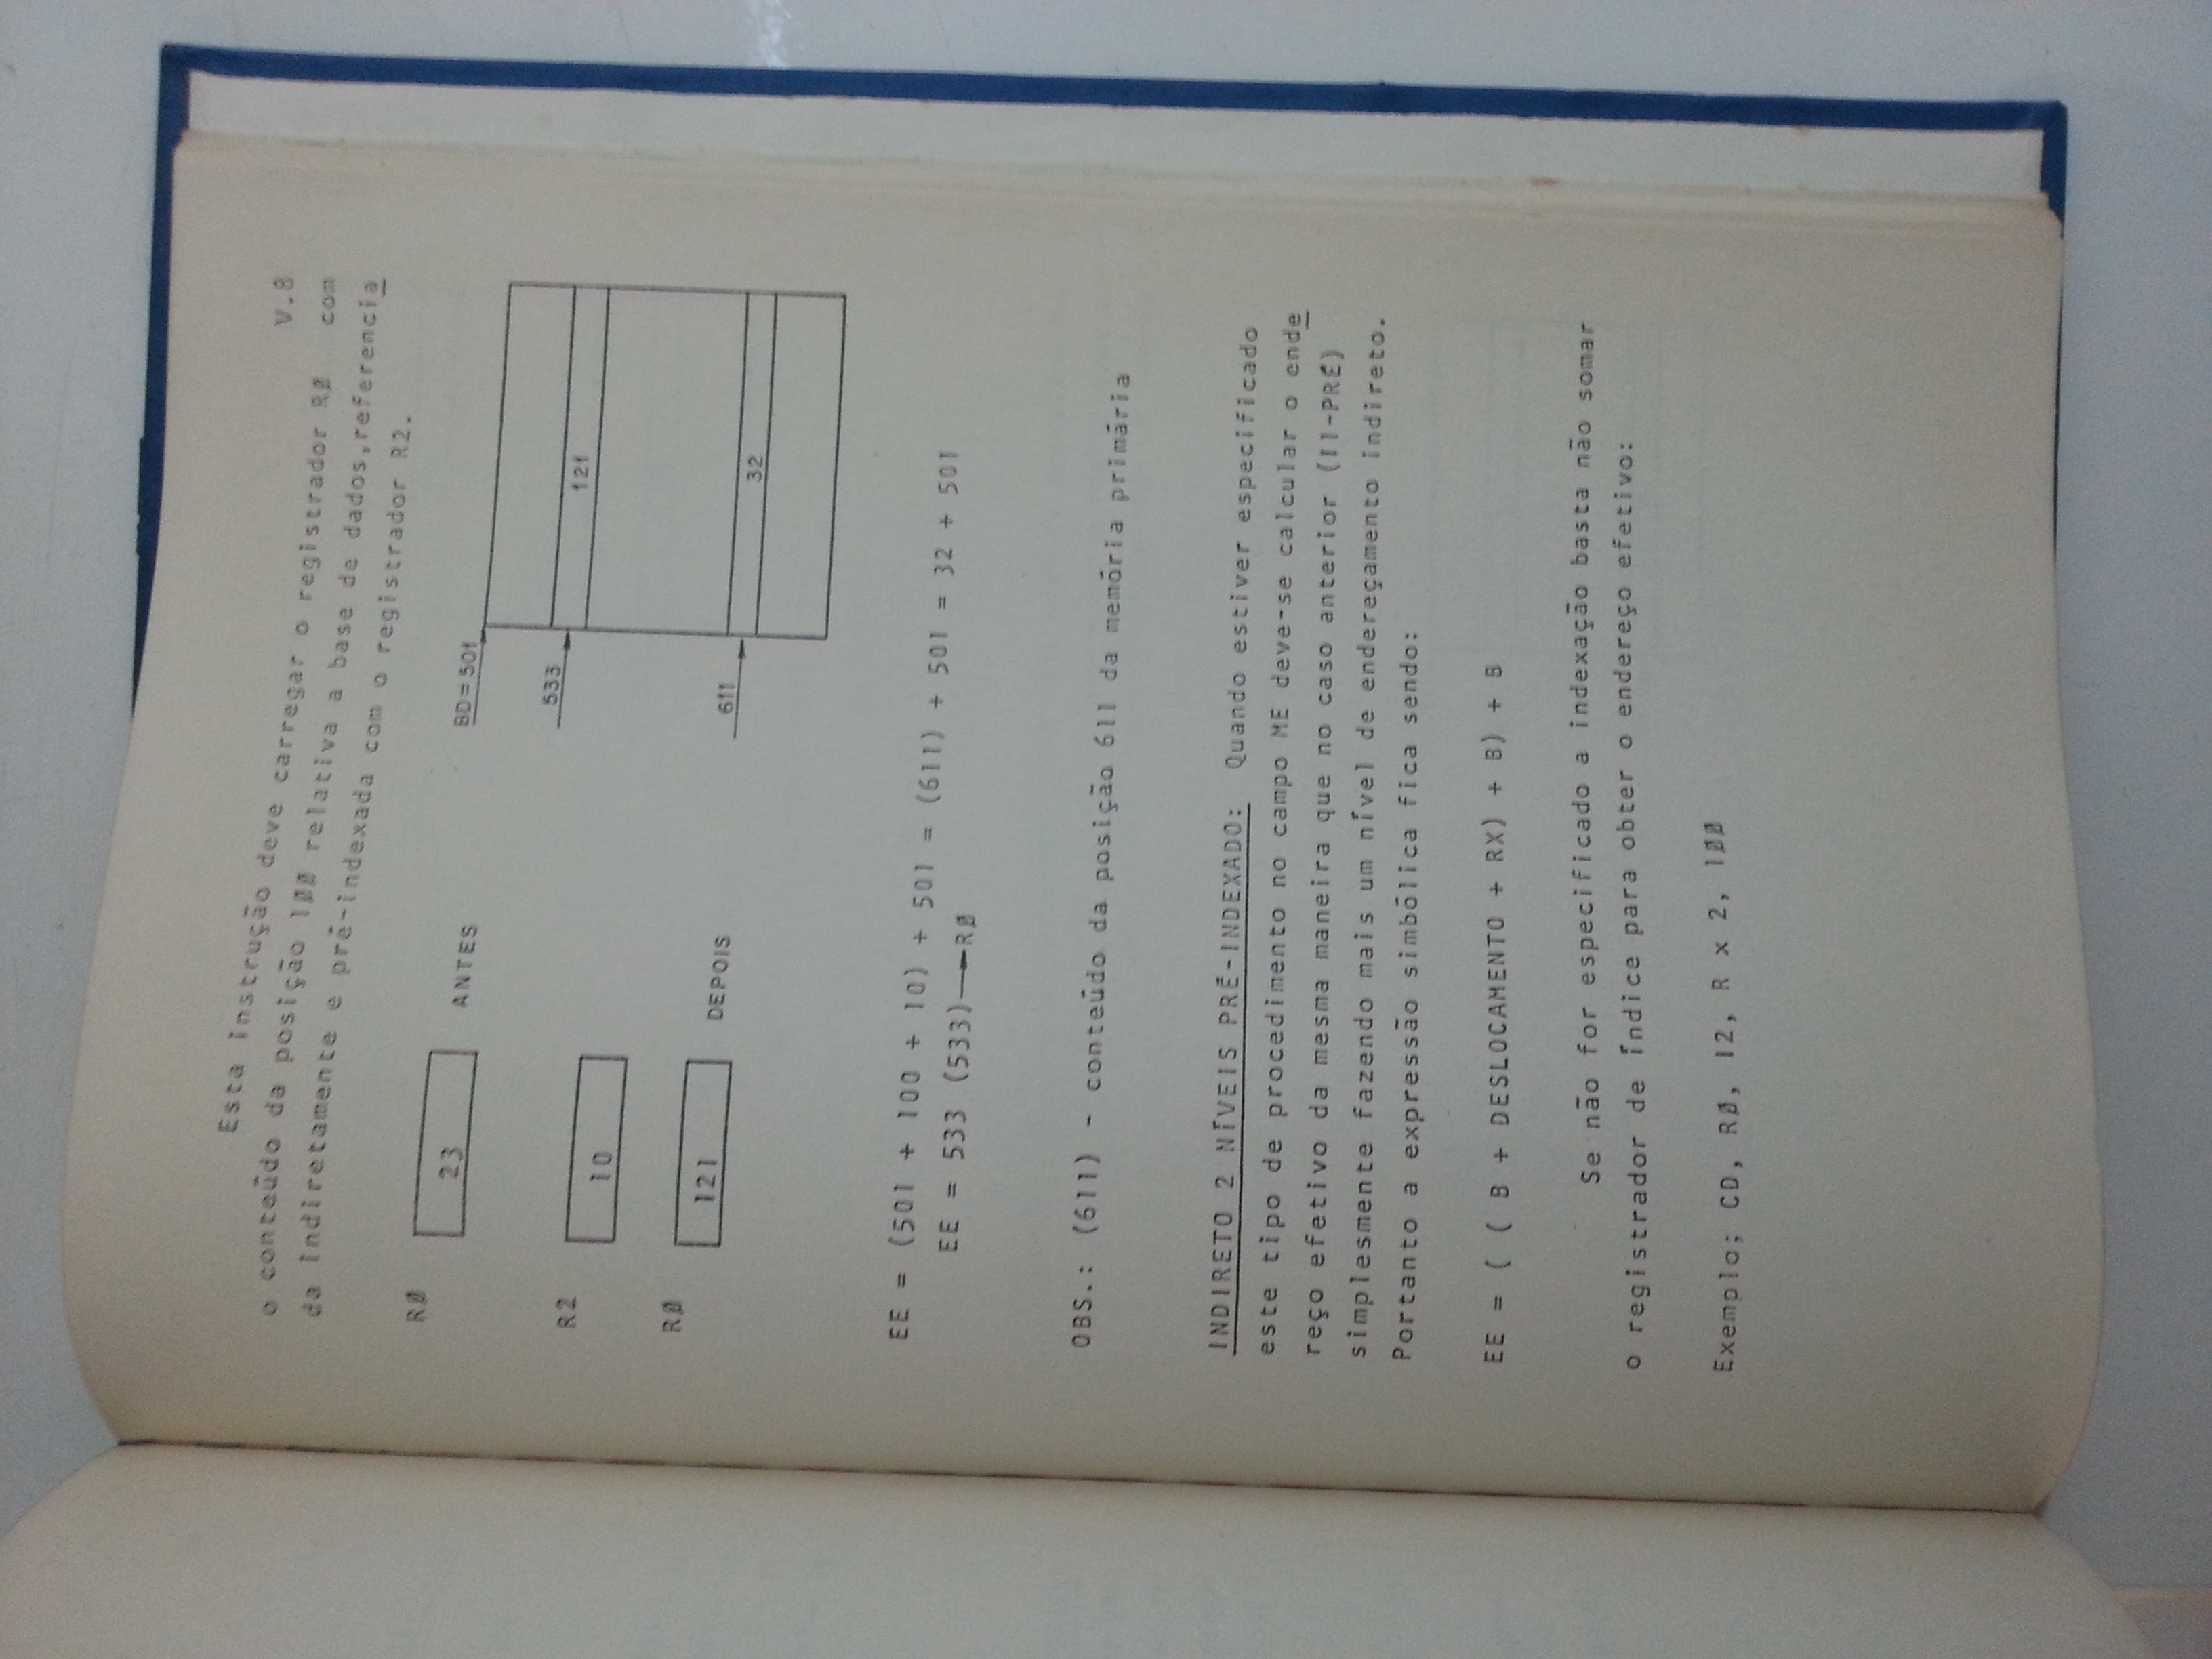 V.8
Esta instrução deve carregar o registrador RØ com
o conteúdo da posição 1ØØ relativa a base de dados,referencia
da indiretamente e pré-indexada com o registrador R2.
RØ 23 ANTES
R2 10
RØ 121 DEPOIS
BD=501
533 121
611 32
EE = (501 + 100 + 10) + 501 = (611) + 501 = 32 + 501
EE = 533 (533)→RØ
OBS.: (611) - conteúdo da posição 611 da memória primária
INDIRETO 2 NÍVEIS PRÉ-INDEXADO: Quando estiver especificado
este tipo de procedimento no campo ME deve-se calcular o ende
reço efetivo da mesma maneira que no caso anterior (I1-PRÉ)
simplesmente fazendo mais um nível de endereçamento indireto.
Portanto a expressão simbólica fica sendo:
EE = ( ( B + DESLOCAMENTO + RX) + B) + B
Se não for especificado a indexação basta não somar
o registrador de índice para obter o endereço efetivo:
Exemplo; CD, RØ, I2, R x 2, 1ØØ